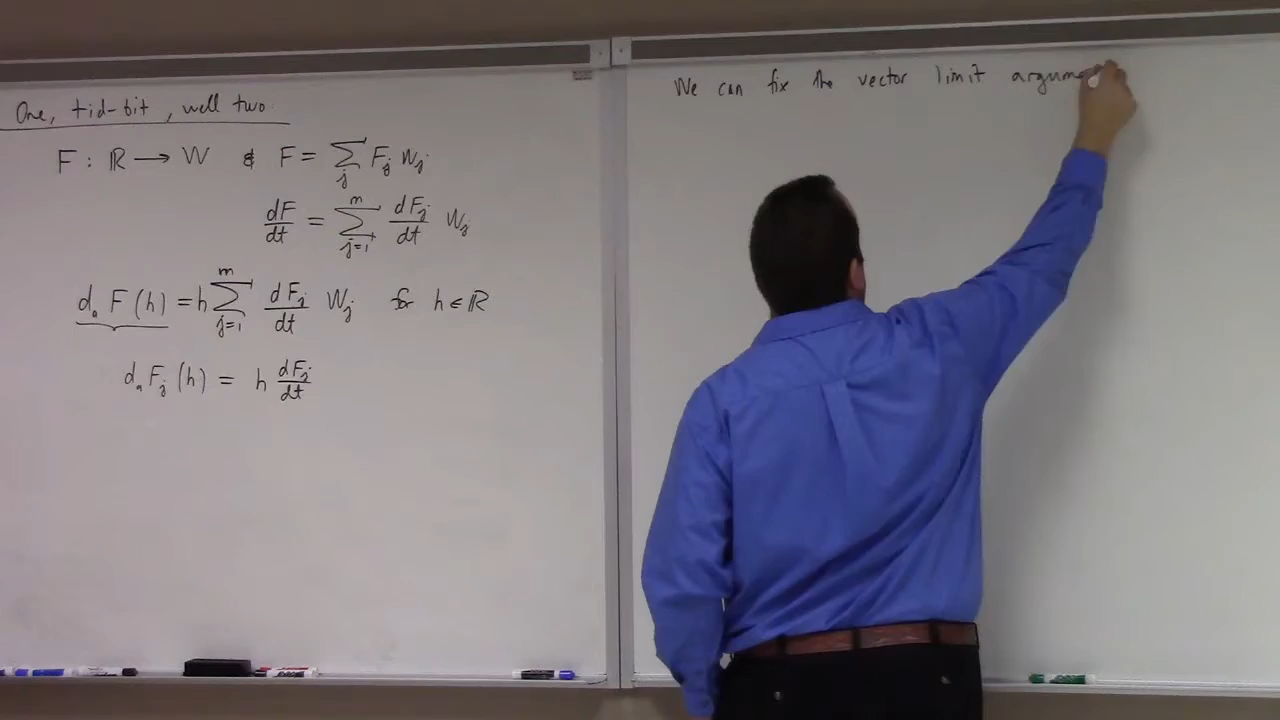 One, tid-bit, well two.
F : ℝ → W & F = Σ_j F_j W_j
dF/dt = Σ_{j=1}^m dF_j/dt W_j
d_a F(h) = h Σ_{j=1}^m dF_j/dt W_j for h ∈ ℝ
d_a F_j(h) = h dF_j/dt
We can fix the vector limit argume